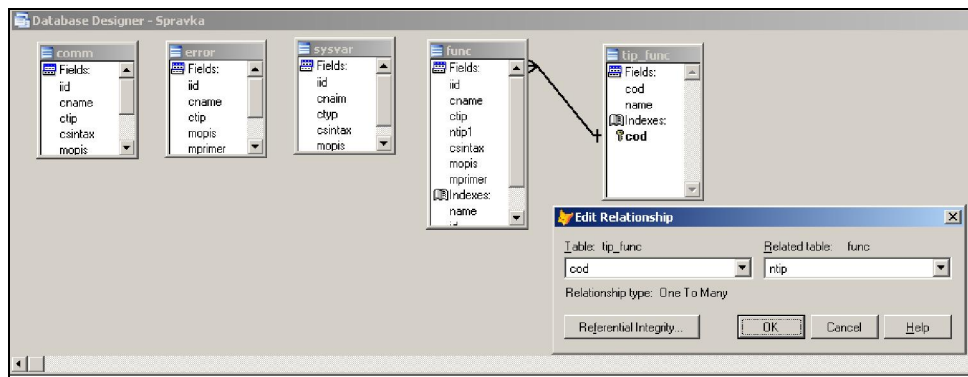 Database Designer - Spravka
comm
Fields:
iid
cname
ctip
csintax
mopis
error
Fields:
iid
cname
ctip
mopis
mprimer
sysvar
Fields:
iid
cnaim
ctyp
csintax
mopis
func
Fields:
iid
cname
ctip
ntip1
csintax
mopis
mprimer
Indexes:
name
tip_func
Fields:
cod
name
Indexes:
cod
Edit Relationship
Table: tip_func
Related table: func
cod
ntip
Relationship type: One To Many
Referential Integrity...
OK
Cancel
Help